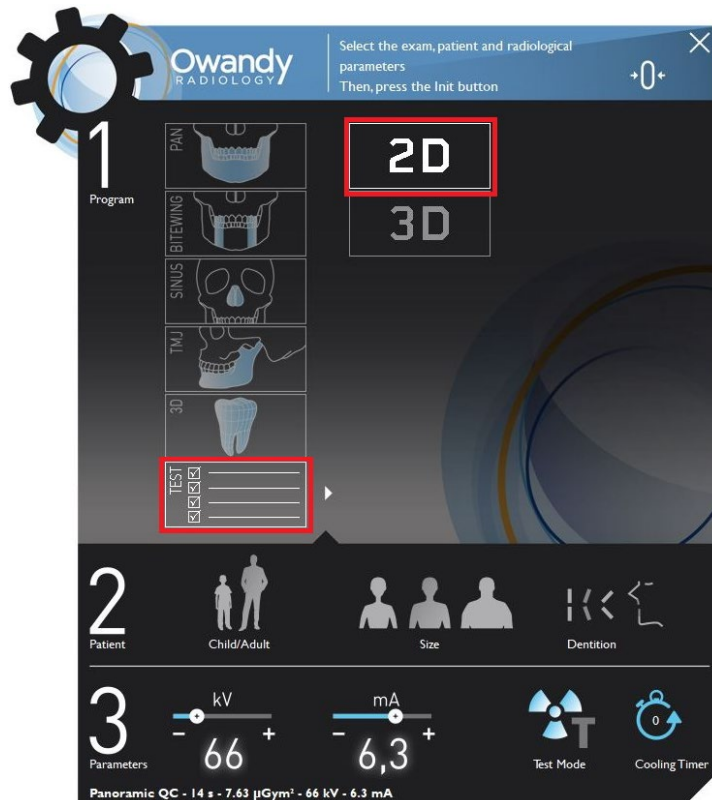 Owandy
RADIOLOGY
Select the exam, patient and radiological
parameters
Then, press the Init button
0
1
Program
PAN
BITEWING
SINUS
TMJ
3D
TEST
2D
3D
2
Patient
Child/Adult
Size
Dentition
3
Parameters
kV
- +
66
mA
- +
6,3
T
Test Mode
0
Cooling Timer
Panoramic QC - 14 s - 7.63 µGym² - 66 kV - 6.3 mA